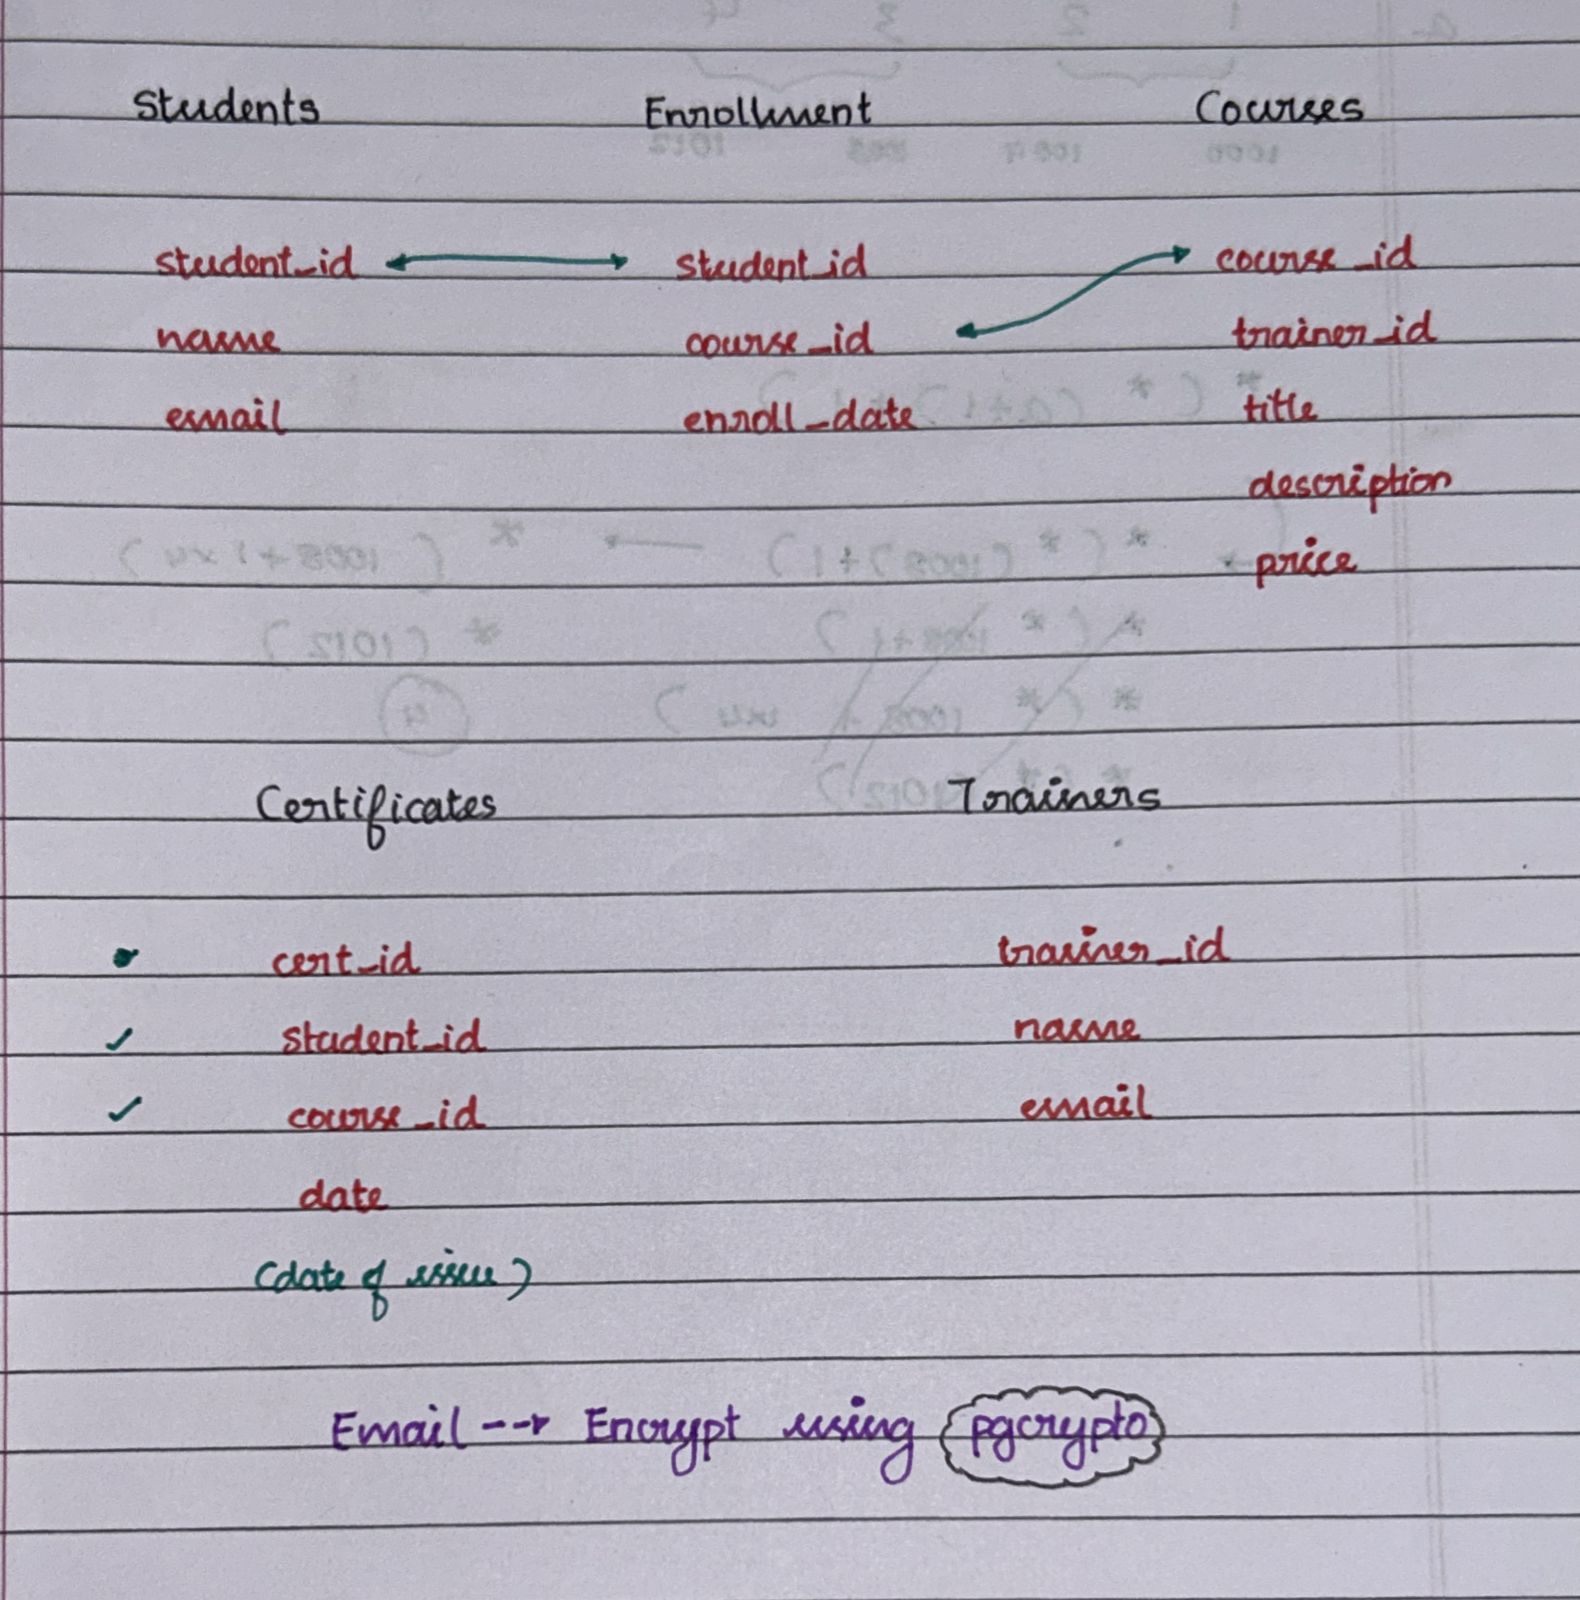 Students Enrollment Courses
student_id student_id course_id
name course_id trainer_id
email enroll_date title
description
price
Certificates Trainers
cert_id trainer_id
student_id name
course_id email
date
(date of issue)
Email --> Encrypt using pgcrypto